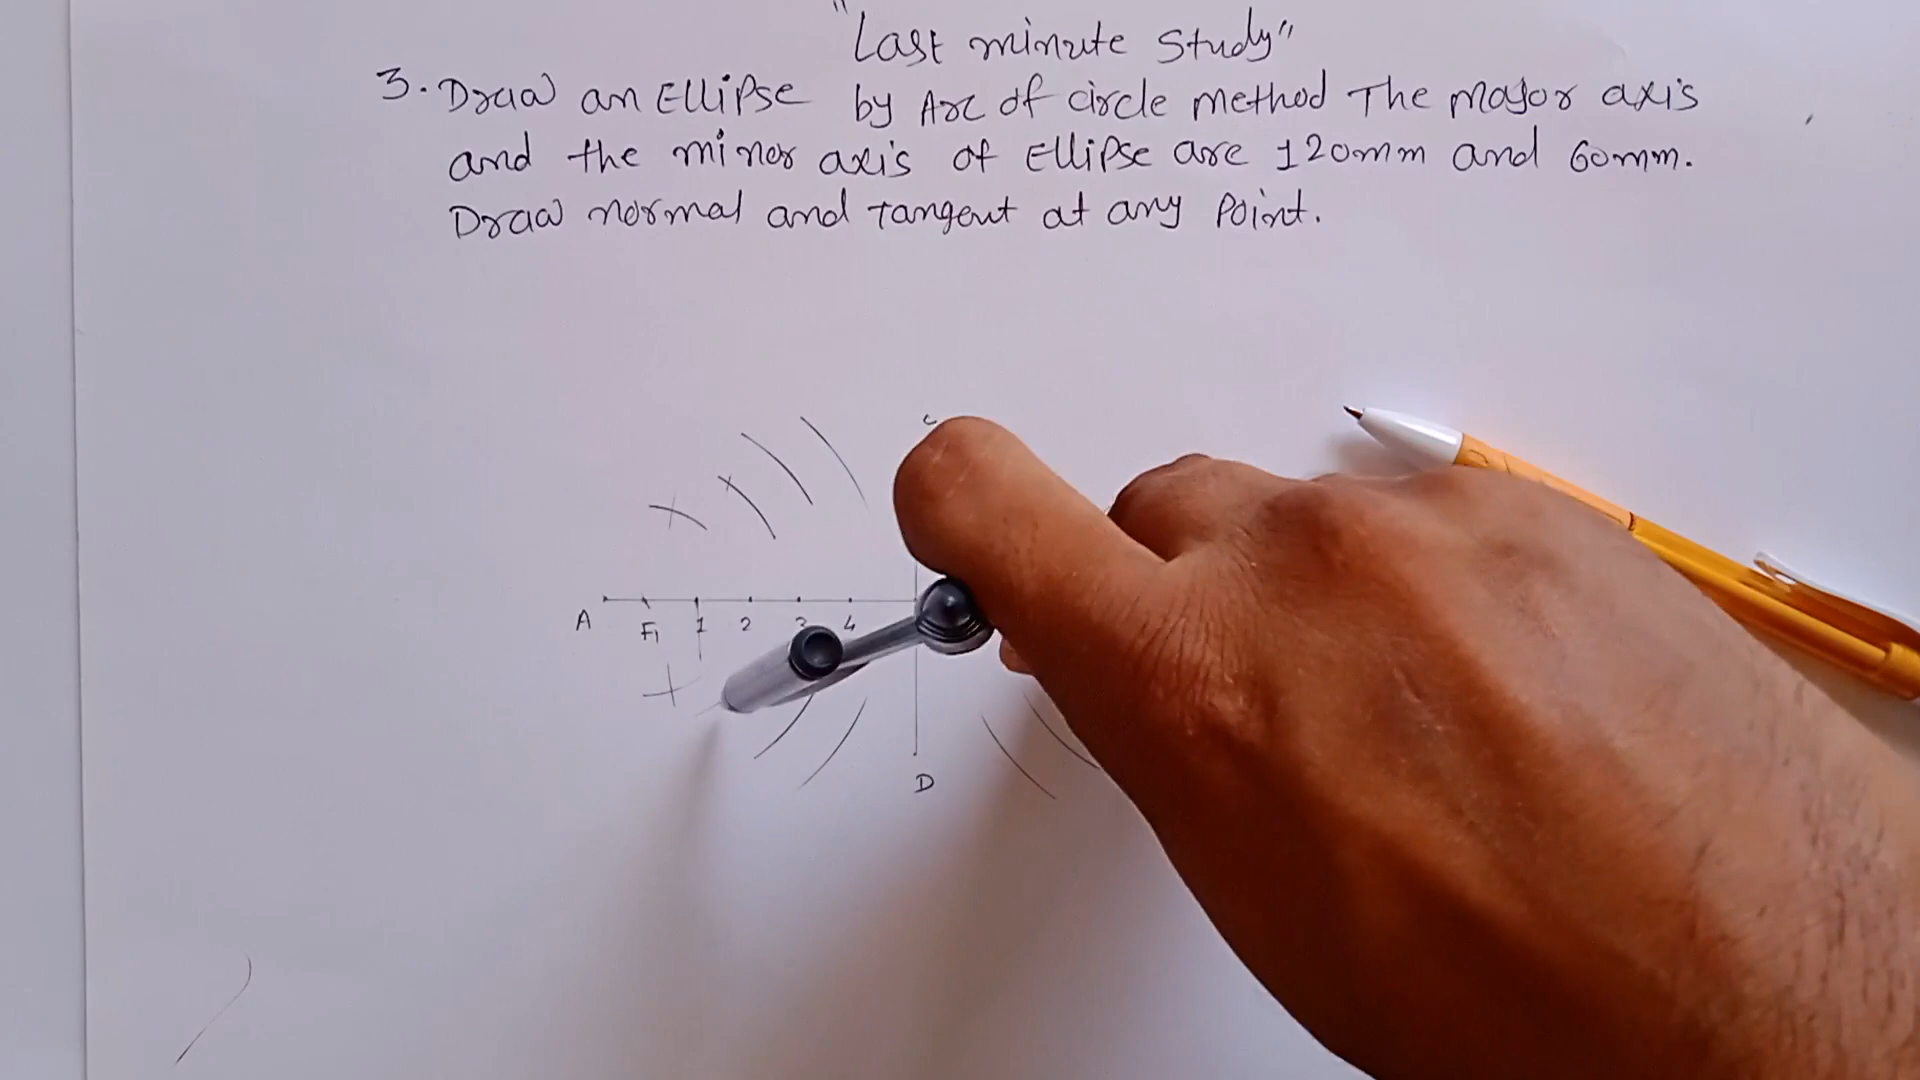 "Last minute Study"
3. Draw an Ellipse by Arc of circle method The major axis
and the minor axis of Ellipse are 120mm and 60mm.
Draw normal and Tangent at any Point.
C
A F1 1 2 3 4
D